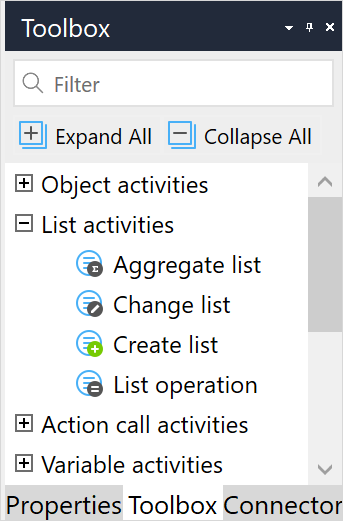 Toolbox
Filter
Expand All Collapse All
Object activities
List activities
Aggregate list
Change list
Create list
List operation
Action call activities
Variable activities
Properties Toolbox Connector